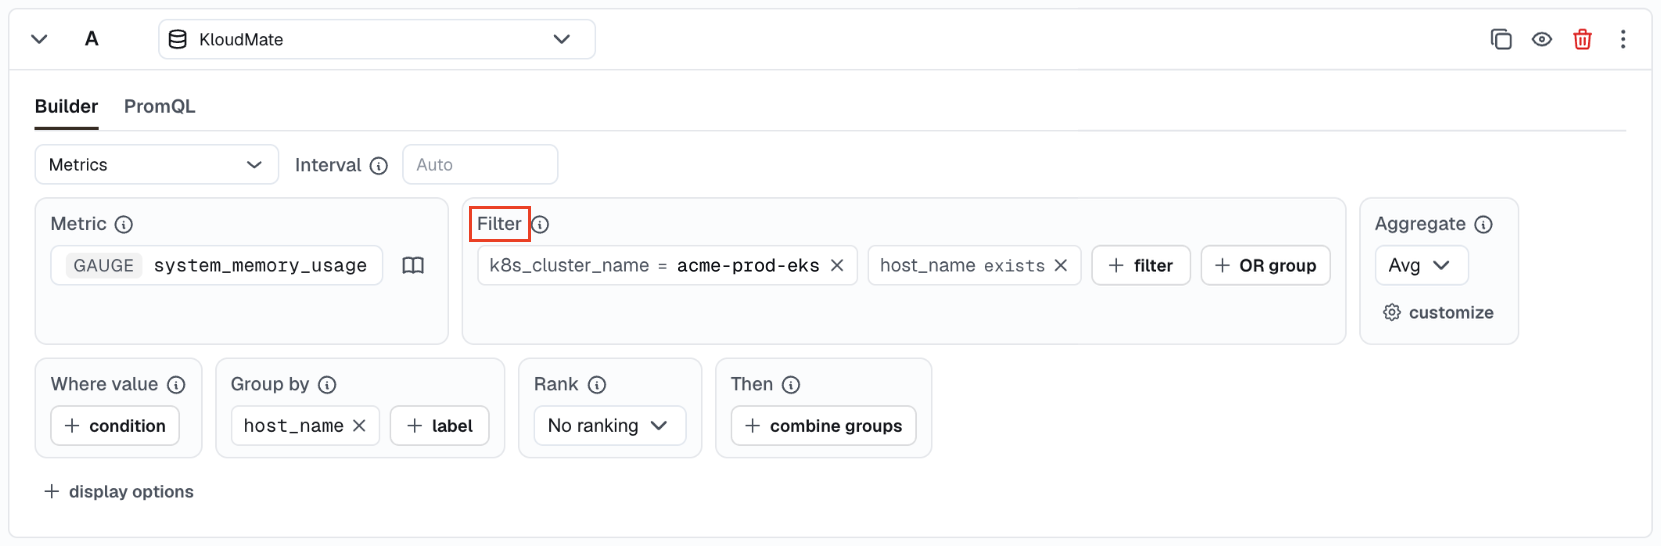 A KloudMate
Builder PromQL
Metrics Interval Auto
Metric Filter Aggregate
GAUGE system_memory_usage k8s_cluster_name = acme-prod-eks host_name exists + filter + OR group Avg
customize
Where value Group by Rank Then
+ condition host_name + label No ranking + combine groups
+ display options